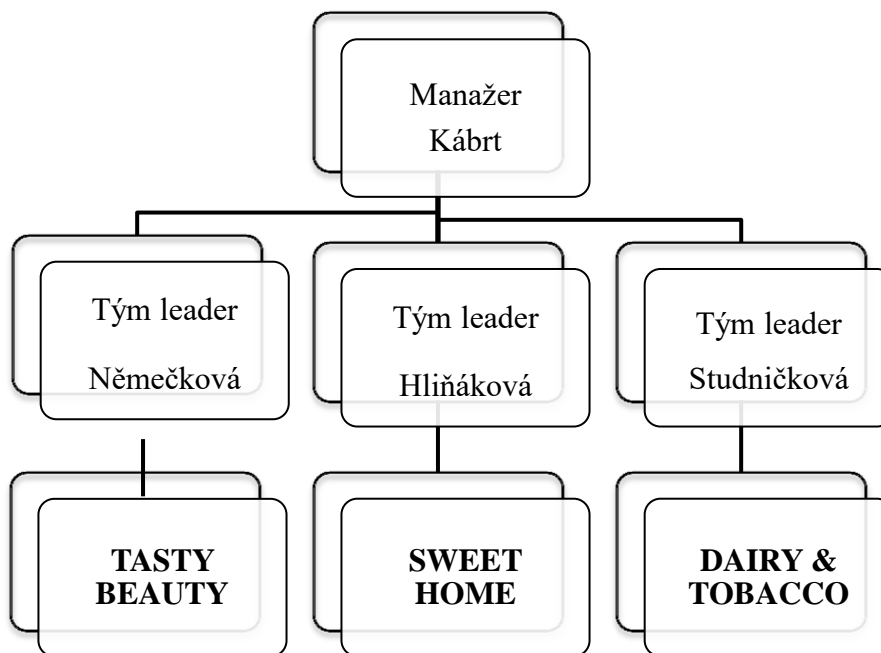 Manažer
Kábrt
Tým leader
Němečková
Tým leader
Hliňáková
Tým leader
Studničková
TASTY
BEAUTY
SWEET
HOME
DAIRY &
TOBACCO